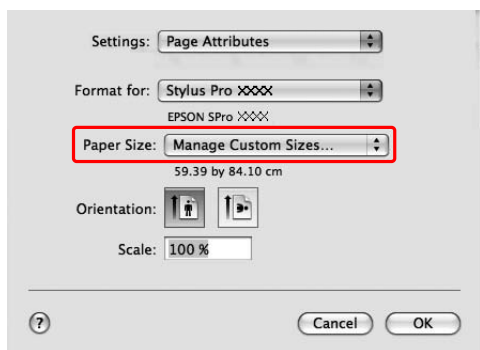 Settings: Page Attributes
Format for: Stylus Pro XXXX
EPSON SPro XXXX
Paper Size: Manage Custom Sizes...
59.39 by 84.10 cm
Orientation:
Scale: 100 %
? Cancel OK